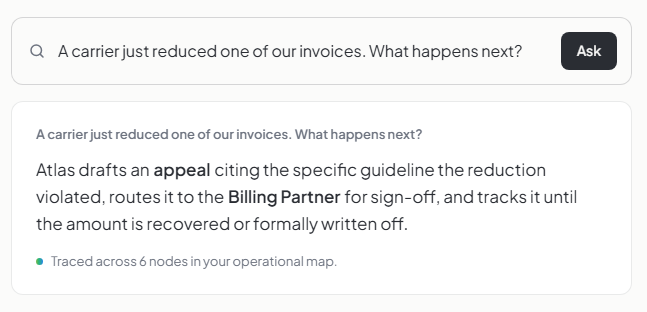 A carrier just reduced one of our invoices. What happens next?
Ask
A carrier just reduced one of our invoices. What happens next?
Atlas drafts an appeal citing the specific guideline the reduction
violated, routes it to the Billing Partner for sign-off, and tracks it until
the amount is recovered or formally written off.
Traced across 6 nodes in your operational map.